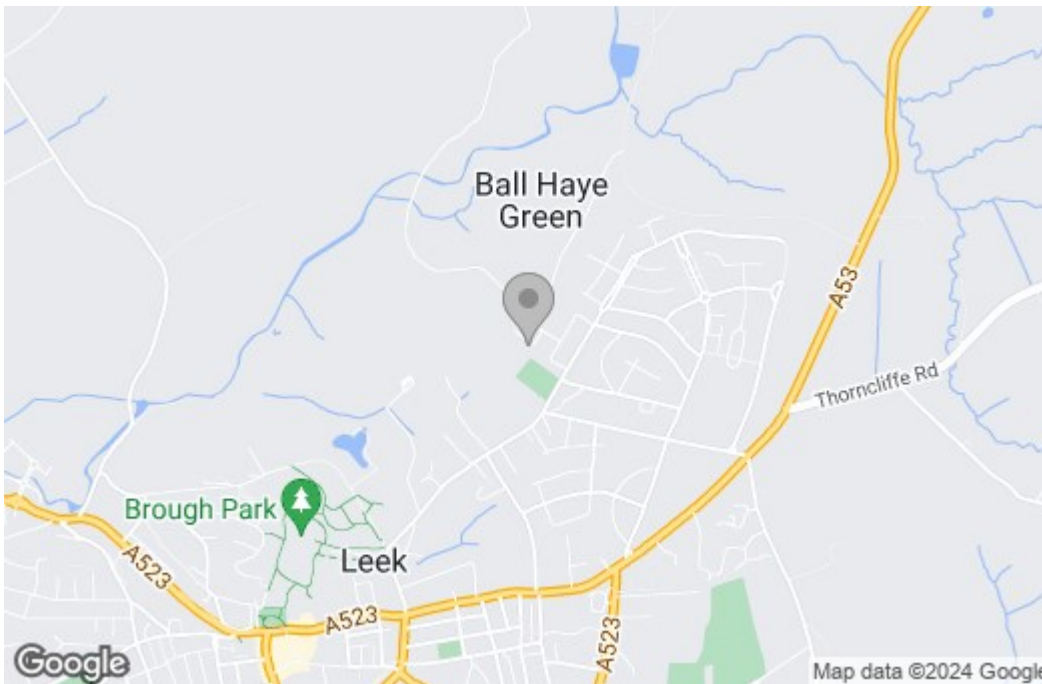 Ball Haye
Green
A53
Thorncliffe Rd
Brough Park
Leek
A523
A523
A523
Google
Map data ©2024 Google